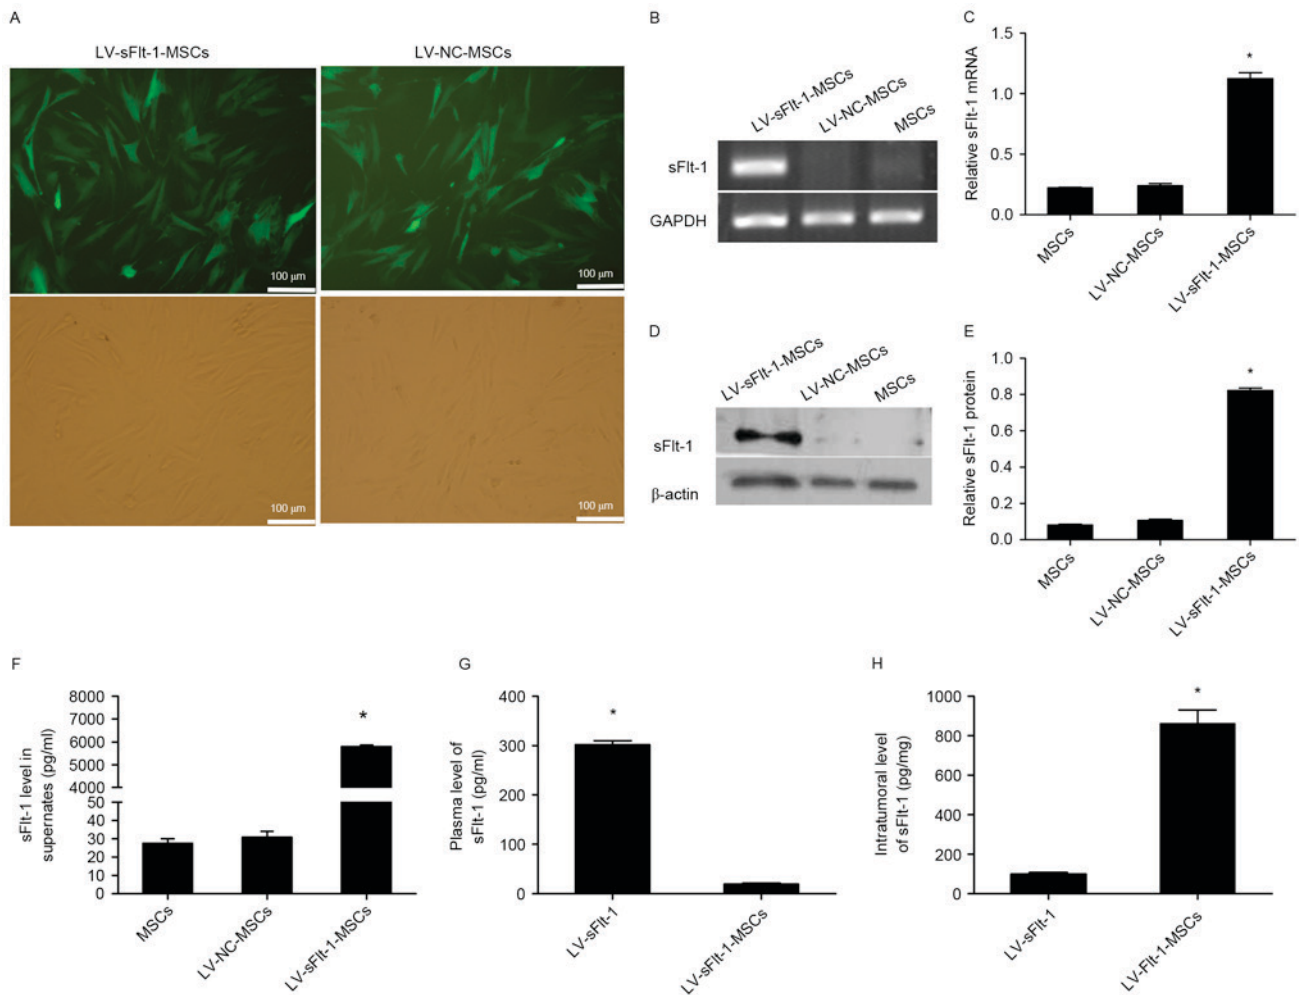 A
LV-sFlt-1-MSCs
LV-NC-MSCs
100 μm
100 μm
100 μm
100 μm
B
LV-sFlt-1-MSCs
LV-NC-MSCs
MSCs
sFlt-1
GAPDH
C
Relative sFlt-1 mRNA
1.5
1.0
0.5
0.0
*
MSCs
LV-NC-MSCs
LV-sFlt-1-MSCs
D
LV-sFlt-1-MSCs
LV-NC-MSCs
MSCs
sFlt-1
β-actin
E
Relative sFlt-1 protein
1.0
0.8
0.6
0.4
0.2
0.0
*
MSCs
LV-NC-MSCs
LV-sFlt-1-MSCs
F
sFlt-1 level in
supernates (pg/ml)
8000
7000
6000
5000
4000
50
40
30
20
10
0
*
MSCs
LV-NC-MSCs
LV-sFlt-1-MSCs
G
Plasma level of
sFlt-1 (pg/ml)
400
300
200
100
0
*
LV-sFlt-1
LV-sFlt-1-MSCs
H
Intratumoral level
of sFlt-1 (pg/mg)
1000
800
600
400
200
0
*
LV-sFlt-1
LV-Flt-1-MSCs